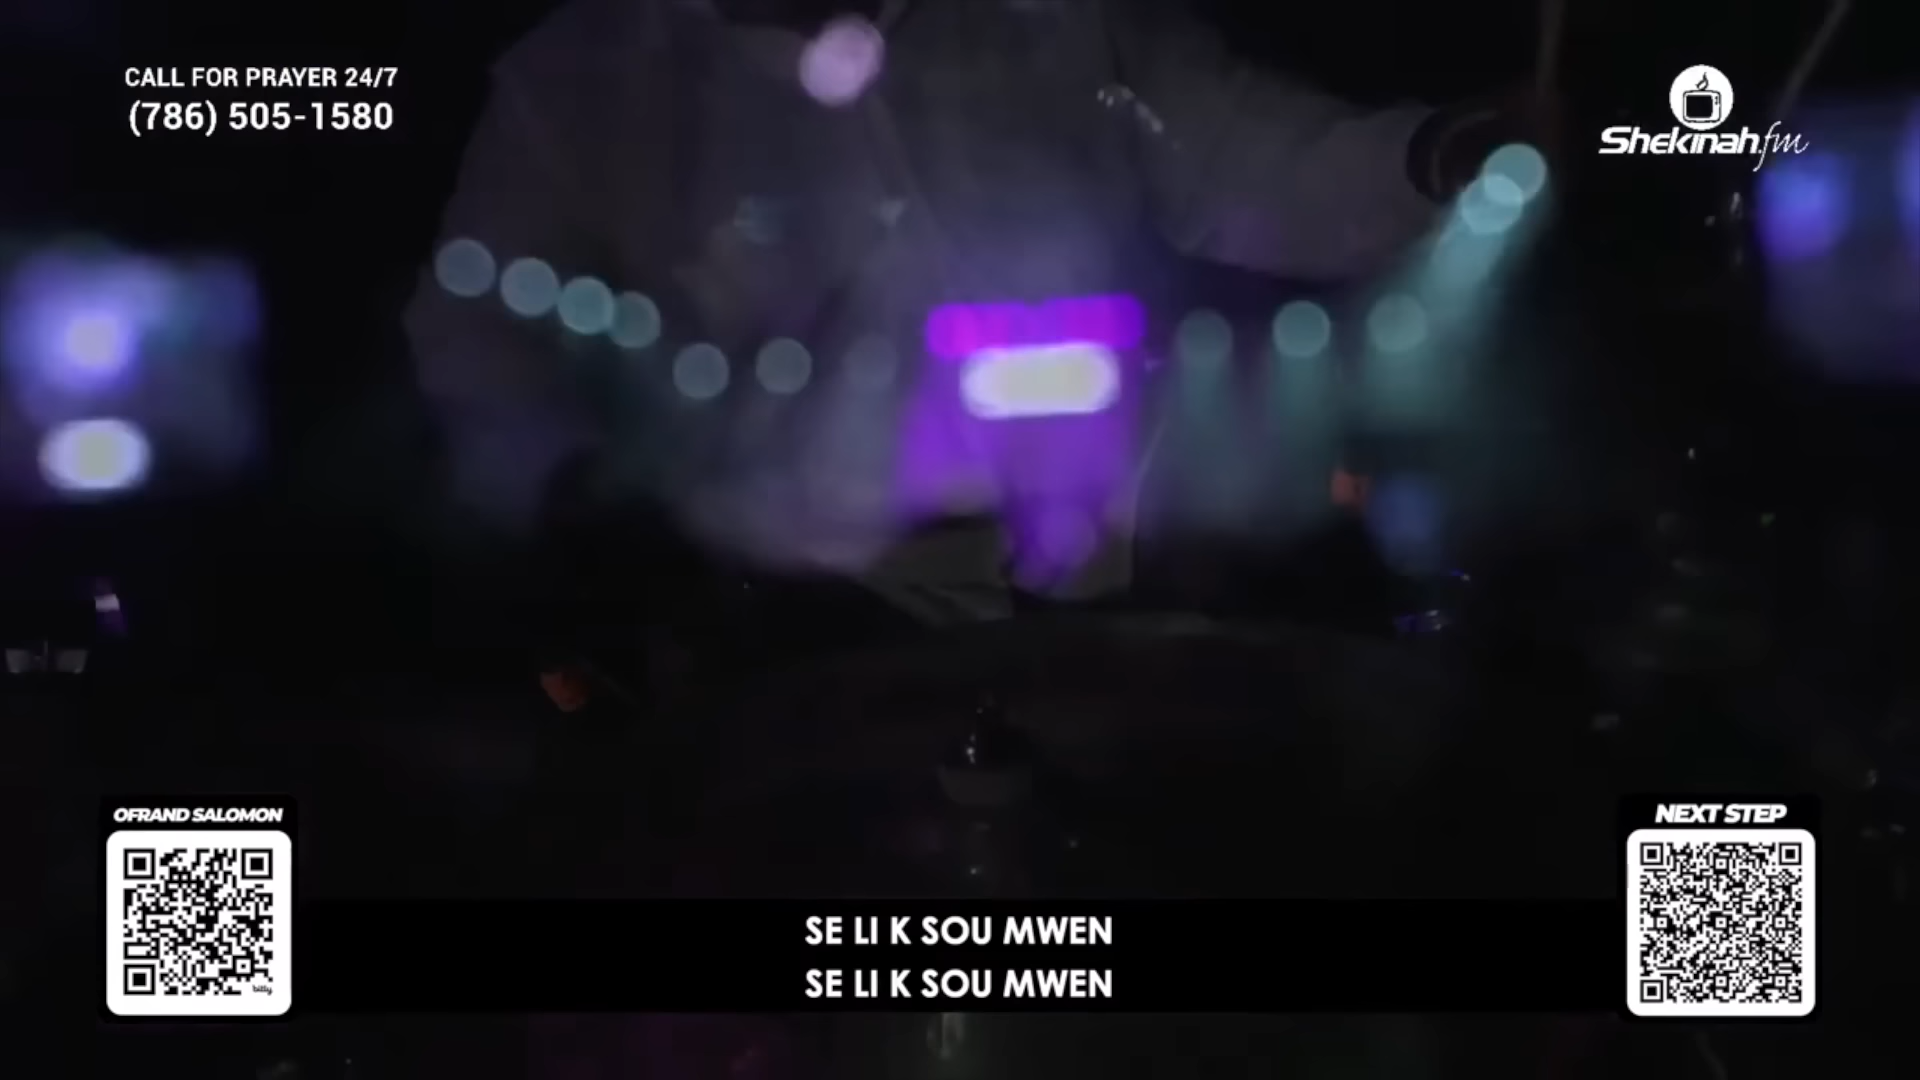 CALL FOR PRAYER 24/7
(786) 505-1580
Shekinah.fm
OFRAND SALOMON
bitly
NEXT STEP
SE LI K SOU MWEN
SE LI K SOU MWEN